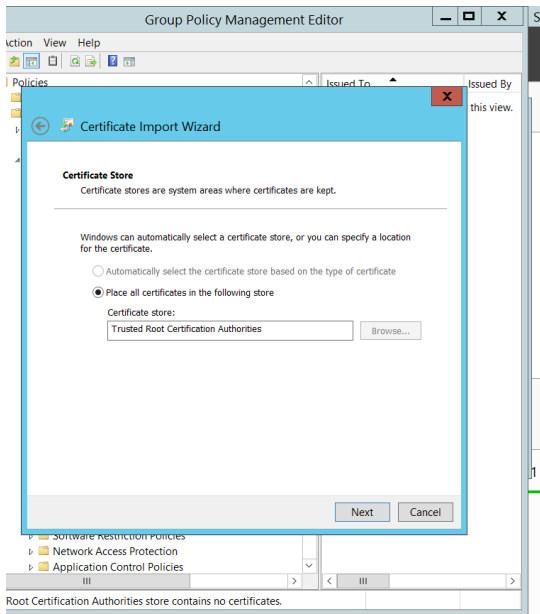 Group Policy Management Editor
Action View Help
Policies
Issued To
Issued By
this view.
Certificate Import Wizard
Certificate Store
Certificate stores are system areas where certificates are kept.
Windows can automatically select a certificate store, or you can specify a location
for the certificate.
Automatically select the certificate store based on the type of certificate
Place all certificates in the following store
Certificate store:
Trusted Root Certification Authorities
Browse...
Next
Cancel
Software Restriction Policies
Network Access Protection
Application Control Policies
Root Certification Authorities store contains no certificates.